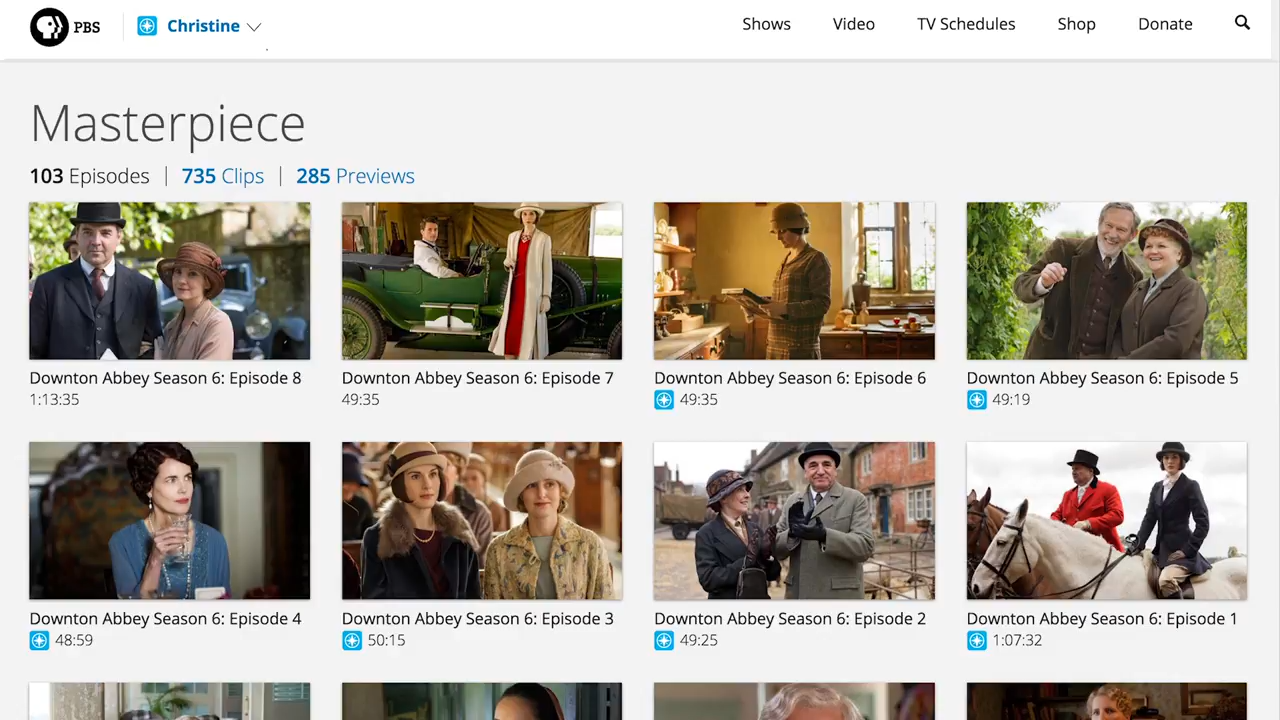 PBS
Christine
Shows Video TV Schedules Shop Donate
Masterpiece
103 Episodes | 735 Clips | 285 Previews
Downton Abbey Season 6: Episode 8
1:13:35
Downton Abbey Season 6: Episode 7
49:35
Downton Abbey Season 6: Episode 6
49:35
Downton Abbey Season 6: Episode 5
49:19
Downton Abbey Season 6: Episode 4
48:59
Downton Abbey Season 6: Episode 3
50:15
Downton Abbey Season 6: Episode 2
49:25
Downton Abbey Season 6: Episode 1
1:07:32